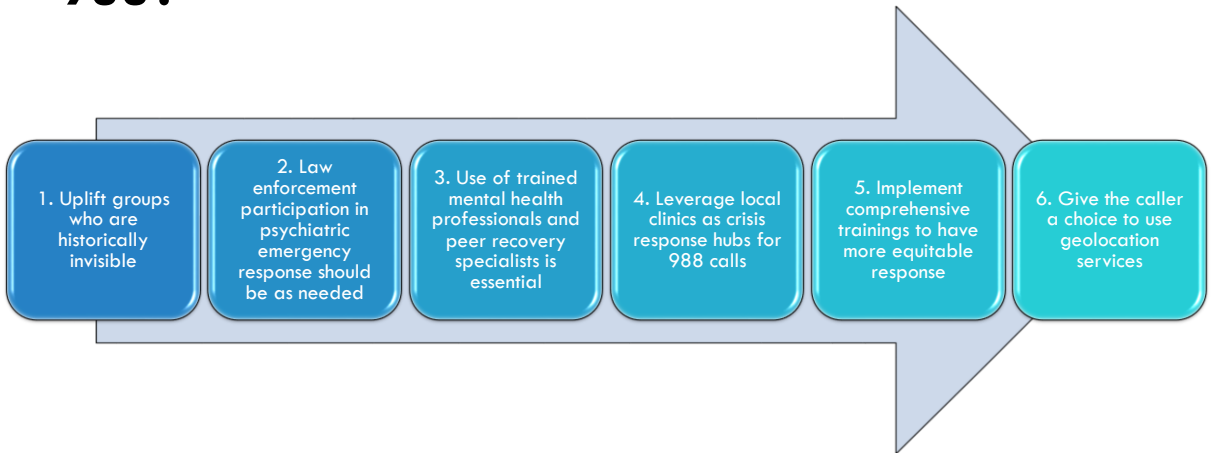 1. Uplift groups
who are
historically
invisible
2. Law
enforcement
participation in
psychiatric
emergency
response should
be as needed
3. Use of trained
mental health
professionals and
peer recovery
specialists is
essential
4. Leverage local
clinics as crisis
response hubs for
988 calls
5. Implement
comprehensive
trainings to have
more equitable
response
6. Give the caller
a choice to use
geolocation
services